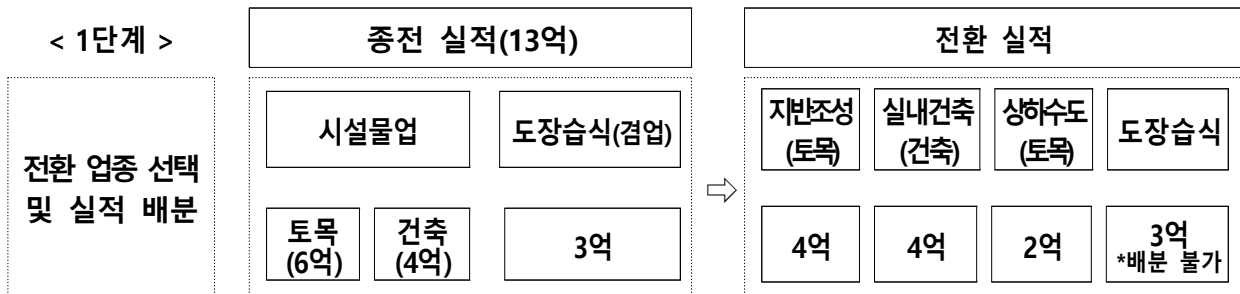 < 1단계 >
종전 실적(13억)
전환 실적
전환 업종 선택
및 실적 배분
시설물업
도장습식(겸업)
토목
(6억)
건축
(4억)
3억
⇨
지반조성
(토목)
실내건축
(건축)
상하수도
(토목)
도장습식
4억
4억
2억
3억
*배분 불가